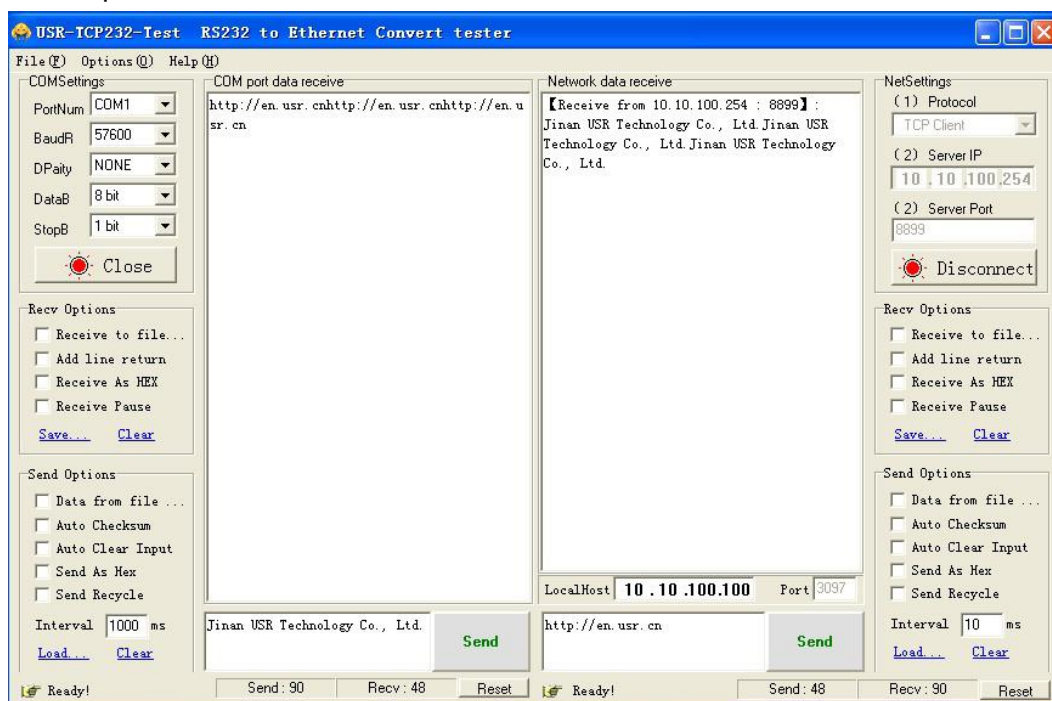 USR-TCP232-Test   RS232 to Ethernet Convert tester
File(F)  Options(O)  Help(H)
COMSettings
PortNum COM1
BaudR 57600
DPaity NONE
DataB 8 bit
StopB 1 bit
Close
Recv Options
Receive to file...
Add line return
Receive As HEX
Receive Pause
Save...   Clear
Send Options
Data from file ...
Auto Checksum
Auto Clear Input
Send As Hex
Send Recycle
Interval 1000 ms
Load...   Clear
COM port data receive
http://en.usr.cnhttp://en.usr.cnhttp://en.u
sr.cn
Jinan USR Technology Co., Ltd.
Send
Network data receive
【Receive from 10.10.100.254 : 8899】:
Jinan USR Technology Co., Ltd.Jinan USR
Technology Co., Ltd.Jinan USR Technology
Co., Ltd.
LocalHost 10 .10 .100.100 Port 3097
http://en.usr.cn
Send
NetSettings
(1) Protocol
TCP Client
(2) Server IP
10 .10 .100.254
(2) Server Port
8899
Disconnect
Recv Options
Receive to file...
Add line return
Receive As HEX
Receive Pause
Save...   Clear
Send Options
Data from file ...
Auto Checksum
Auto Clear Input
Send As Hex
Send Recycle
Interval 10 ms
Load...   Clear
Ready!   Send : 90   Recv : 48   Reset
Ready!   Send : 48   Recv : 90   Reset